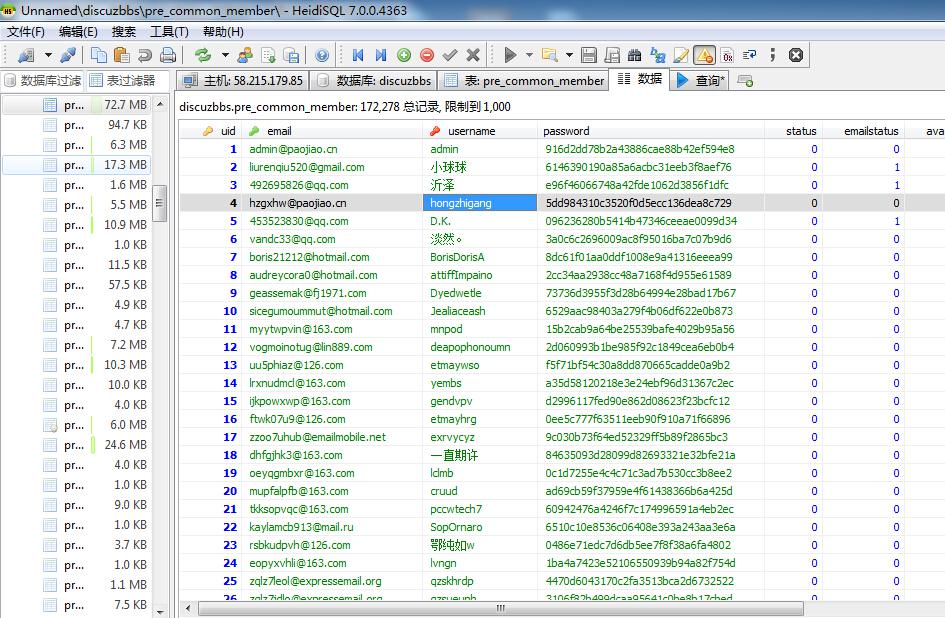 Unnamed\discuzbbs\pre_common_member\ - HeidiSQL 7.0.0.4363
文件(F) 编辑(E) 搜索 工具(T) 帮助(H)
数据库过滤 表过滤器 主机: 58.215.179.85 数据库: discuzbbs 表: pre_common_member 数据 查询*
discuzbbs.pre_common_member: 172,278 总记录, 限制到 1,000
pr... 72.7 MB
pr... 94.7 KB
pr... 6.3 MB
pr... 17.3 MB
pr... 1.6 MB
pr... 5.5 MB
pr... 10.9 MB
pr... 1.0 KB
pr... 11.5 KB
pr... 57.5 KB
pr... 4.9 KB
pr... 4.7 KB
pr... 7.2 MB
pr... 10.3 MB
pr... 10.0 KB
pr... 4.0 KB
pr... 6.0 MB
pr... 24.6 MB
pr... 4.0 KB
pr... 1.0 KB
pr... 9.0 KB
pr... 1.0 KB
pr... 3.7 KB
pr... 1.0 KB
pr... 1.1 MB
pr... 7.5 KB
uid email username password status emailstatus ava
1 admin@paojiao.cn admin 916d2dd78b2a43886cae88b42ef594e8 0 0
2 liurenqiu520@gmail.com 小球球 6146390190a85a6acbc31eeb3f8aef76 0 1
3 492695826@qq.com 沂泽 e96f46066748a42fde1062d3856f1dfc 0 1
4 hzgxhw@paojiao.cn hongzhigang 5dd984310c3520f0d5ecc136dea8c729 0 0
5 453523830@qq.com D.K. 096236280b5414b47346ceeae0099d34 0 1
6 vandc33@qq.com 淡然。 3a0c6c2696009ac8f95016ba7c07b9d6 0 0
7 boris21212@hotmail.com BorisDorisA 8dc61f01aa0ddf1008e9a41316eeea99 0 0
8 audreycora0@hotmail.com attiffImpaino 2cc34aa2938cc48a7168f4d955e61589 0 0
9 geassemak@fj1971.com Dyedwetle 73736d3955f3d28b64994e28bad17b67 0 0
10 sicegumoummut@hotmail.com Jealiaceash 6529aac98403a279f4b06df622e0b873 0 0
11 myytwpvin@163.com mnpod 15b2cab9a64be25539bafe4029b95a56 0 0
12 vogmoinotug@lin889.com deapophonoumn 2d060993b1be985f92c1849cea6eb0b4 0 0
13 uu5phiaz@126.com etmaywso f5f71bf54c30a8dd870665cadde0a9b2 0 0
14 lrxnudmcl@163.com yembs a35d58120218e3e24ebf96d31367c2ec 0 0
15 ijkpowxwp@163.com gendvpv d2996117fed90e862d08623f23bcfc12 0 0
16 ftwk07u9@126.com etmayhrg 0ee5c777f63511eeb90f910a71f66896 0 0
17 zzoo7uhub@emailmobile.net exrvycyz 9c030b73f64ed52329ff5b89f2865bc3 0 0
18 dhfgjhk3@163.com 一直期许 84635093d28099d82693321e32bfe21a 0 0
19 oeyqgmbxr@163.com lclmb 0c1d7255e4c4c71c3ad7b530cc3b8ee2 0 0
20 mupfalpfb@163.com cruud ad69cb59f37959e4f61438366b6a425d 0 0
21 tkksopvqc@163.com pccwtech7 60942476a4246f7c174996591a4eb2ec 0 0
22 kaylamcb913@mail.ru SopOrnaro 6510c10e8536c06408e393a243aa3e6a 0 0
23 rsbkudpvh@126.com 鄂纯如w 0486e71edc7d6db5ee7f8f38a6fa4802 0 0
24 eopyxvhli@163.com lvngn 1ba4a7423e52106550939b94a82f754d 0 0
25 zqlz7leol@expressemail.org qzskhrdp 4470d6043170c2fa3513bca2d6732522 0 0